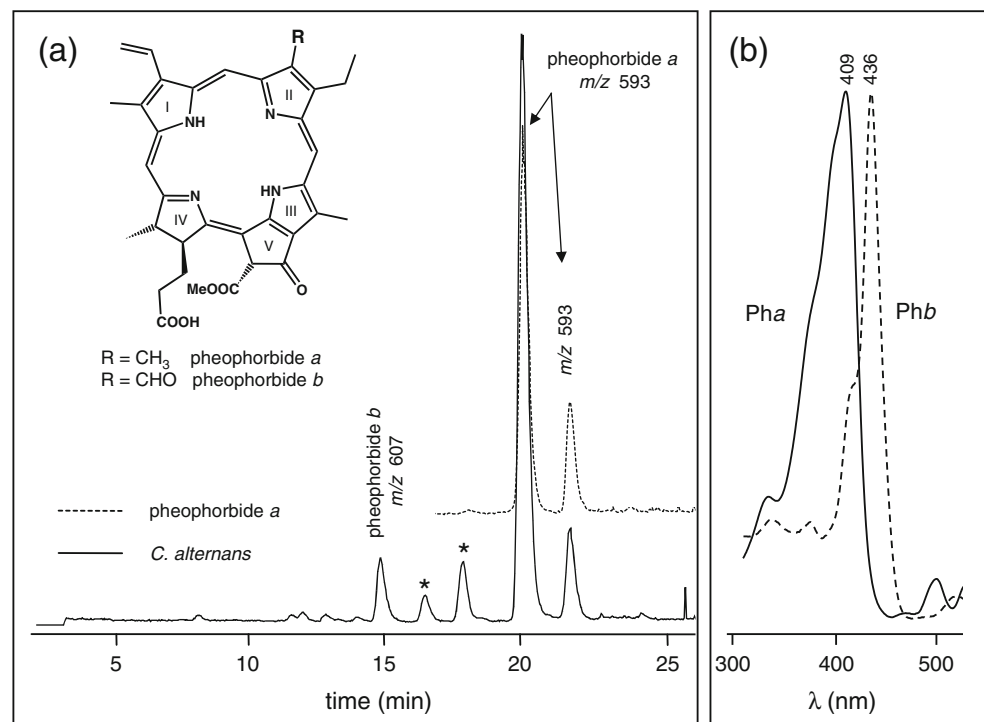 (a)
R
I
II
NH
N
N
HN
IV
III
V
MeOOC
O
COOH
R = CH₃ pheophorbide a
R = CHO pheophorbide b
pheophorbide a
m/z 593
m/z 593
pheophorbide b
m/z 607
*
*
pheophorbide a
C. alternans
5
10
15
20
25
time (min)
(b)
409
436
Pha
Phb
300
400
500
λ (nm)